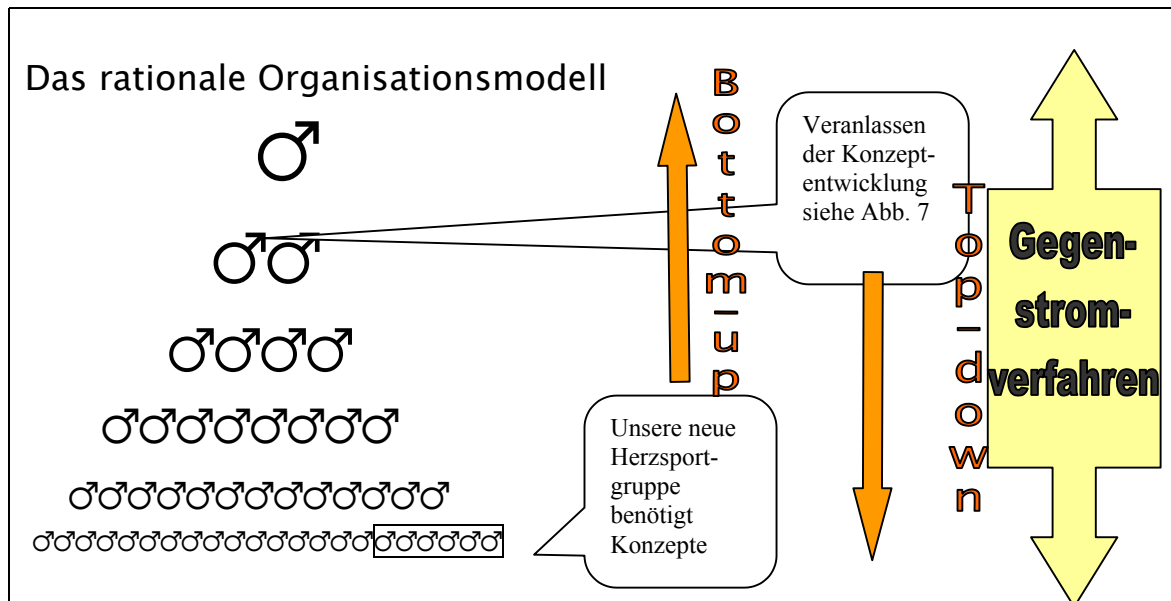 Das rationale Organisationsmodell
Bottom-up
Veranlassen
der Konzept-
entwicklung
siehe Abb. 7
Top-down
Gegen-
strom-
verfahren
Unsere neue
Herzsport-
gruppe
benötigt
Konzepte